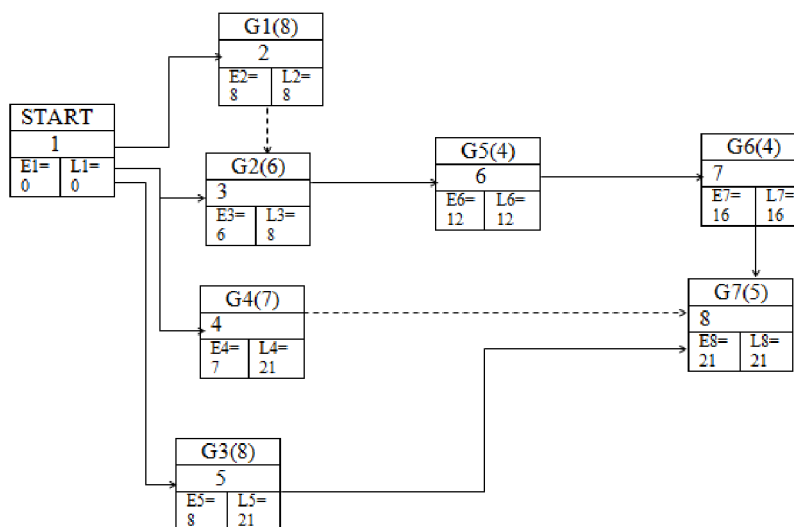 G1(8)
2
E2= L2=
8 8
START
1
E1= L1=
0 0
G2(6)
3
E3= L3=
6 8
G5(4)
6
E6= L6=
12 12
G6(4)
7
E7= L7=
16 16
G4(7)
4
E4= L4=
7 21
G7(5)
8
E8= L8=
21 21
G3(8)
5
E5= L5=
8 21